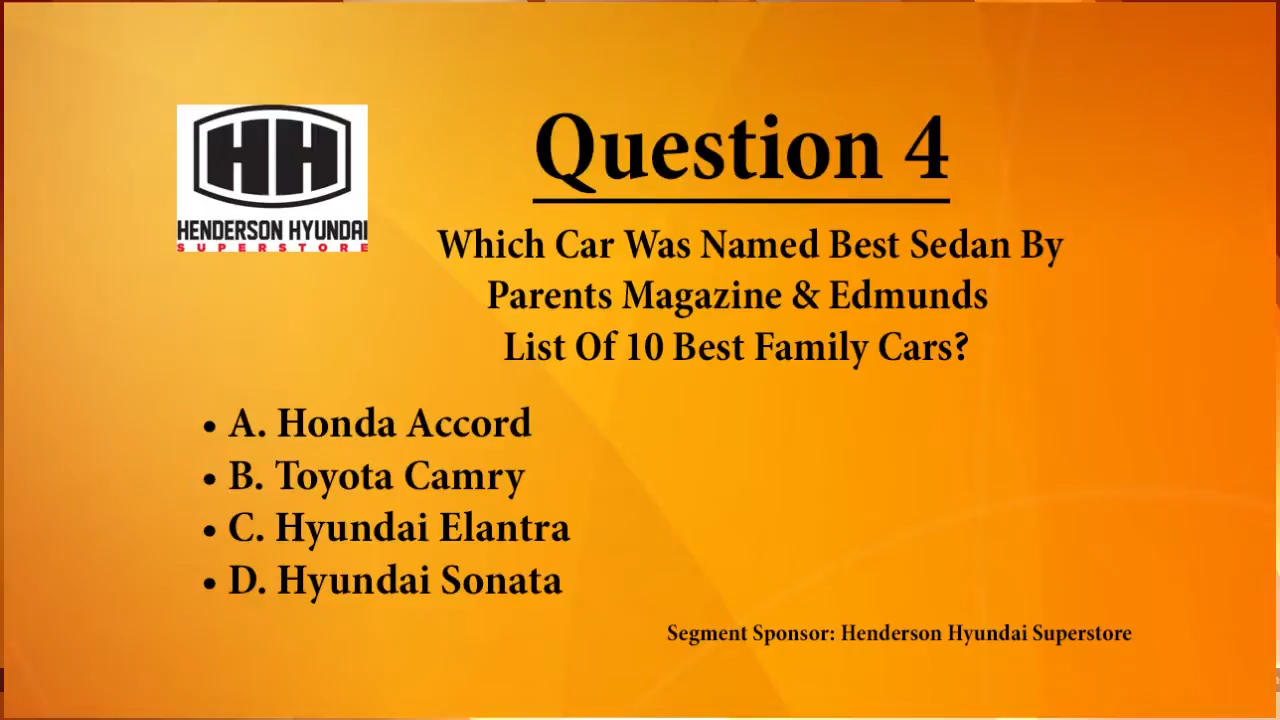 HH
HENDERSON HYUNDAI
SUPERSTORE
Question 4
Which Car Was Named Best Sedan By
Parents Magazine & Edmunds
List Of 10 Best Family Cars?
• A. Honda Accord
• B. Toyota Camry
• C. Hyundai Elantra
• D. Hyundai Sonata
Segment Sponsor: Henderson Hyundai Superstore